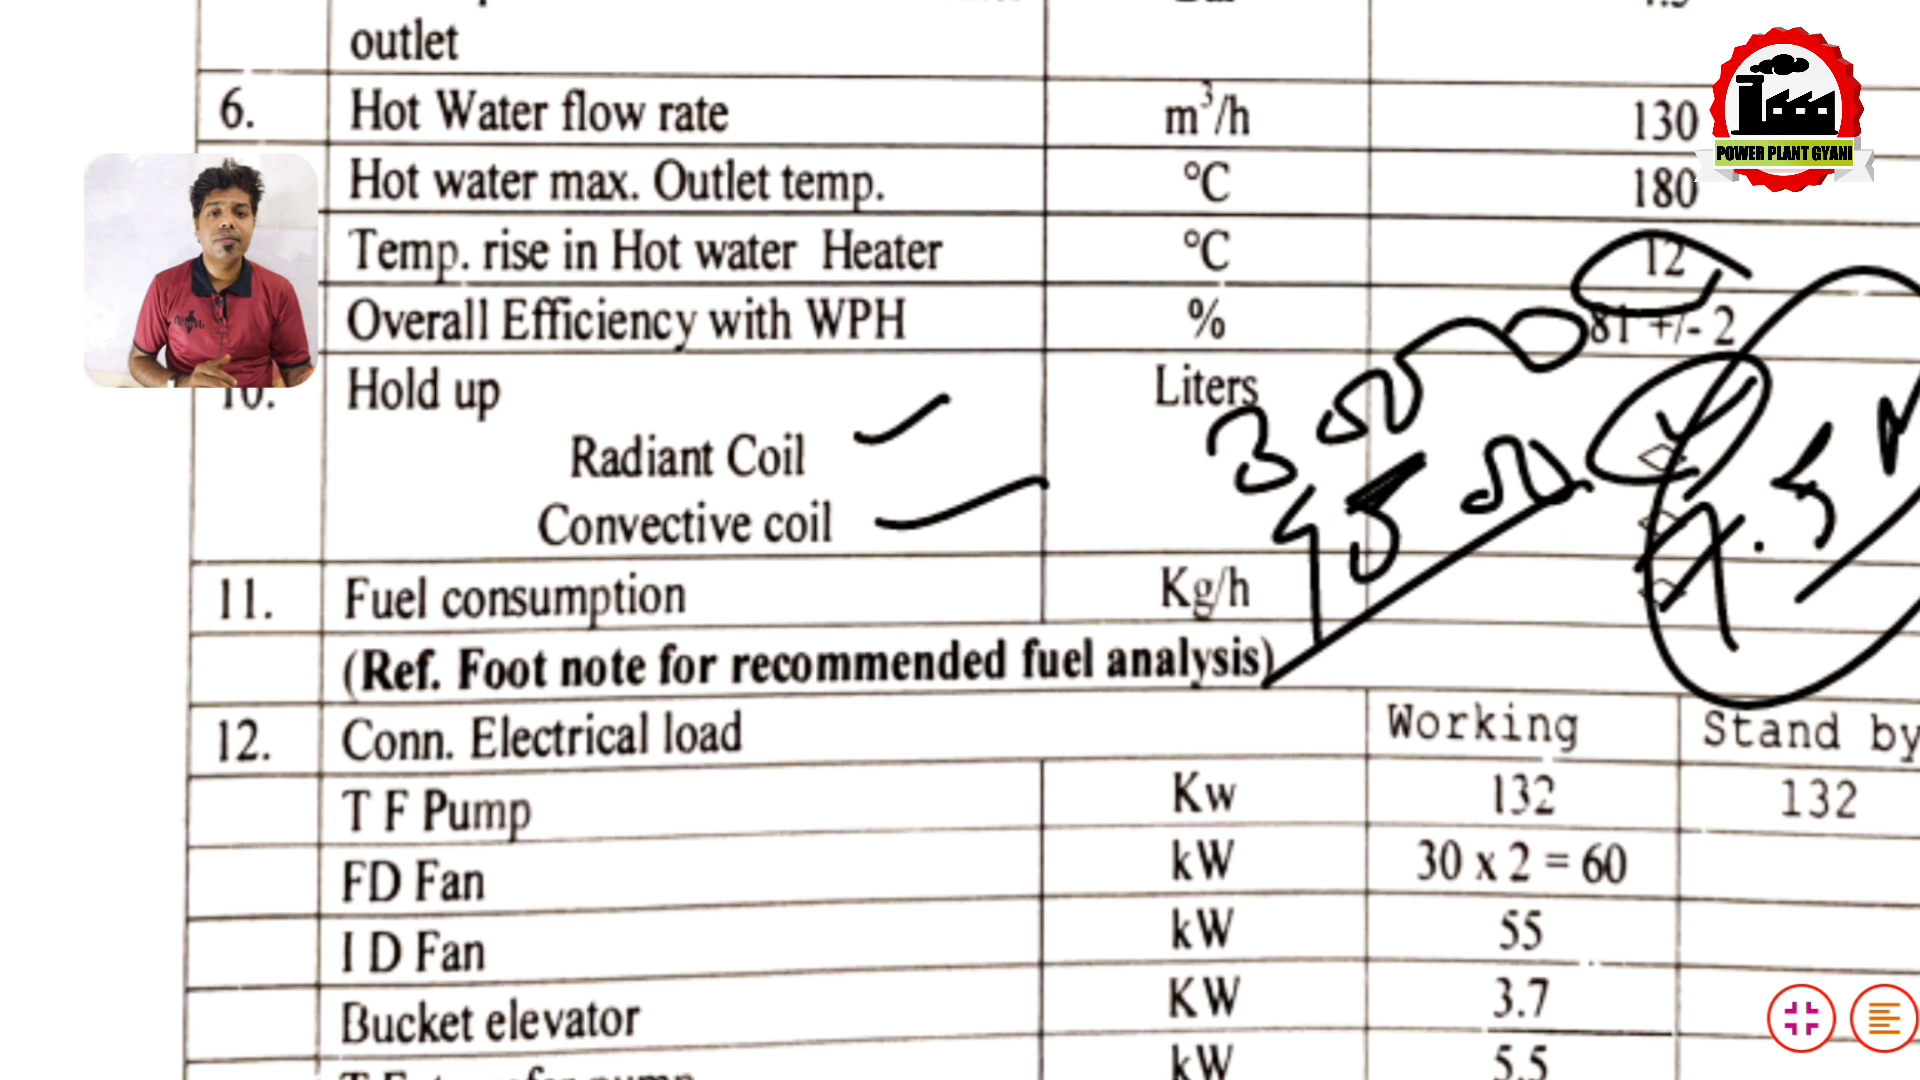 outlet
6. Hot Water flow rate m³/h 130
Hot water max. Outlet temp. °C 180
Temp. rise in Hot water Heater °C 12
Overall Efficiency with WPH % 81 +/- 2
10. Hold up Liters
Radiant Coil
Convective coil
11. Fuel consumption Kg/h
(Ref. Foot note for recommended fuel analysis)
12. Conn. Electrical load Working Stand by
T F Pump Kw 132 132
FD Fan kW 30 x 2 = 60
I D Fan kW 55
Bucket elevator KW 3.7
kW 5.5
POWER PLANT GYANI